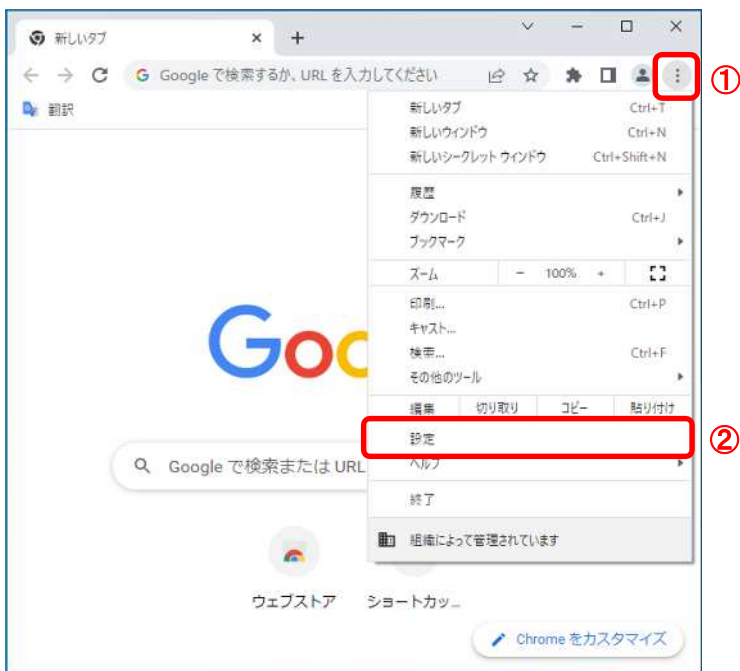 新しいタブ
Google で検索するか、URL を入力してください
①
翻訳
新しいタブ Ctrl+T
新しいウィンドウ Ctrl+N
新しいシークレット ウィンドウ Ctrl+Shift+N
履歴
ダウンロード Ctrl+J
ブックマーク
ズーム - 100% +
印刷... Ctrl+P
キャスト...
検索... Ctrl+F
その他のツール
編集 切り取り コピー 貼り付け
設定
②
ヘルプ
終了
組織によって管理されています
Goo
Google で検索または URL
ウェブストア
ショートカッ...
Chrome をカスタマイズ